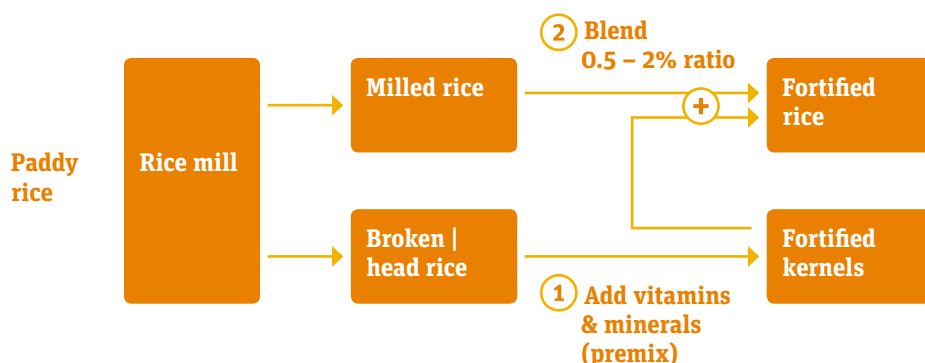 Paddy
rice
Rice mill
Milled rice
Broken |
head rice
2 Blend
0.5 – 2% ratio
+
1 Add vitamins
& minerals
(premix)
Fortified
rice
Fortified
kernels